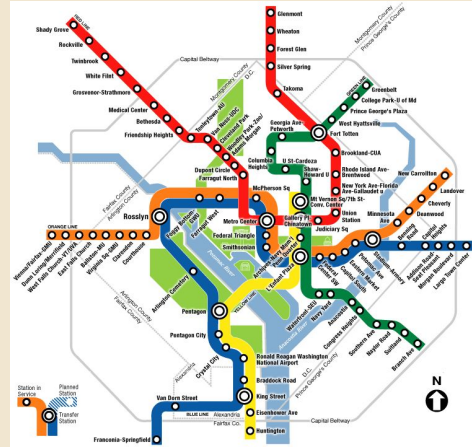 Glenmont
Wheaton
Forest Glen
Silver Spring
Takoma
RED LINE
Shady Grove
Rockville
Twinbrook
White Flint
Grosvenor-Strathmore
Medical Center
Bethesda
Friendship Heights
Tenleytown-AU
Van Ness-UDC
Cleveland Park
Woodley Park-Zoo/
Adams Morgan
Dupont Circle
Farragut North
Capital Beltway
Montgomery County
Prince George's County
Montgomery County
D.C.
GREEN LINE
Greenbelt
College Park-U of Md
Prince George's Plaza
West Hyattsville
Fort Totten
Georgia Ave
Petworth
Columbia
Heights
U St-Cardozo
Shaw-
Howard U
Brookland-CUA
Rhode Island Ave-
Brentwood
New York Ave-Florida
Ave-Gallaudet U
Mt Vernon Sq/7th St-
Conv. Center
Union
Station
Judiciary Sq
Gallery Pl
Chinatown
McPherson Sq
Metro Center
Federal Triangle
Smithsonian
L'Enfant Plaza
Fairfax County
Arlington County
Rosslyn
Farragut West
ORANGE LINE
Vienna/Fairfax-GMU
Dunn Loring/Merrifield
West Falls Church-VT/UVA
East Falls Church
Ballston-MU
Virginia Sq-GMU
Clarendon
Courthouse
New Carrollton
Landover
Cheverly
Deanwood
Minnesota
Ave
Benning
Road
Capitol
Heights
Addison Road
Seat Pleasant
Morgan Boulevard
Largo Town Center
Stadium-Armory
Potomac Ave
Eastern Market
Capitol South
Federal
Center SW
Waterfront-SEU
Navy Yard
Anacostia
Congress Heights
Southern Ave
Naylor Road
Suitland
Branch Ave
Arlington Cemetery
Pentagon
Pentagon City
Crystal City
YELLOW LINE
Arlington County
Fairfax County
Alexandria
Ronald Reagan Washington
National Airport
Braddock Road
King Street
Eisenhower Ave
Huntington
Van Dorn Street
BLUE LINE
Franconia-Springfield
Alexandria
Fairfax Co.
D.C.
Prince George's County
Capital Beltway
Station in
Service
Planned
Station
Transfer
Station
N